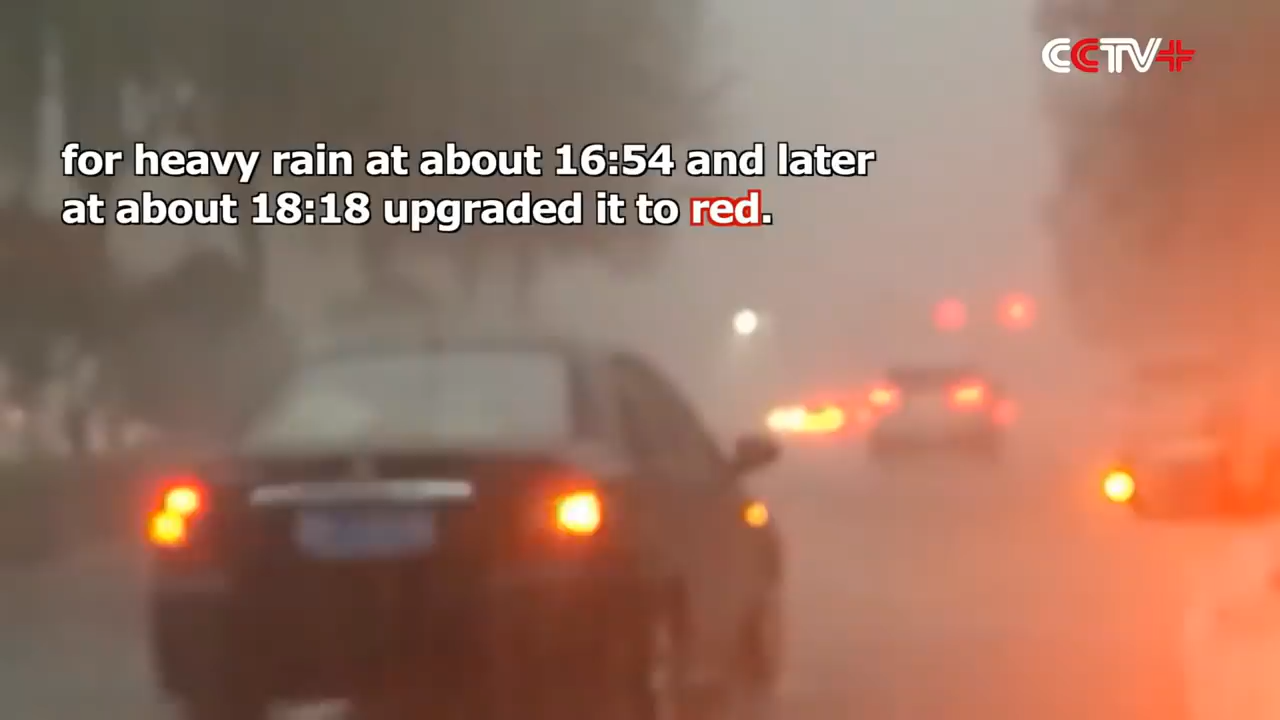 CCTV+
for heavy rain at about 16:54 and later
at about 18:18 upgraded it to red.